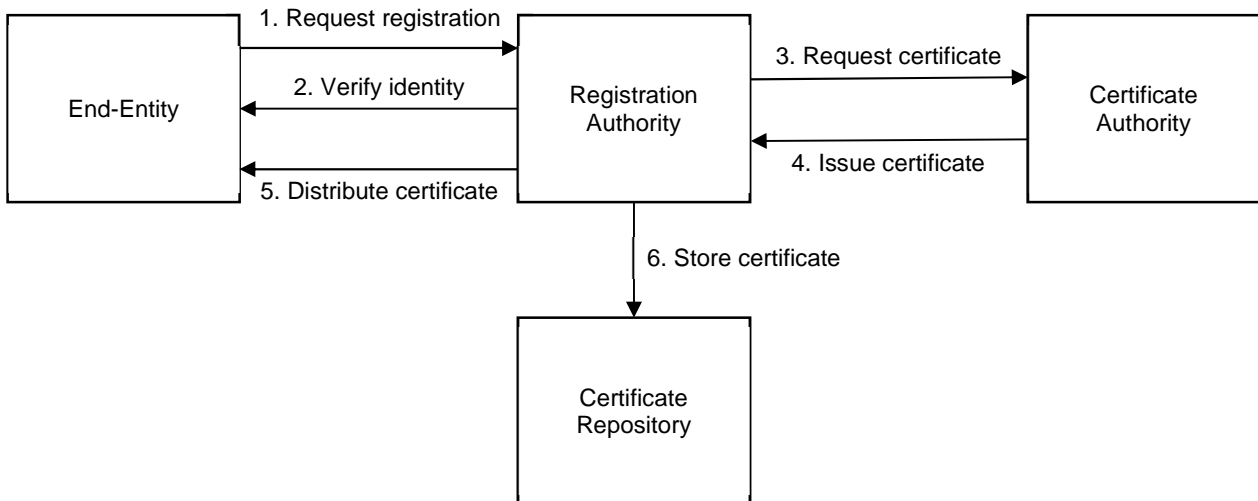 1. Request registration
3. Request certificate
2. Verify identity
End-Entity
Registration
Authority
Certificate
Authority
4. Issue certificate
5. Distribute certificate
6. Store certificate
Certificate
Repository